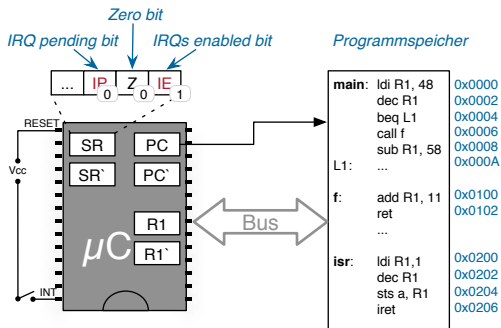 Zero bit
IRQ pending bit
IRQs enabled bit
Programmspeicher
... IP Z IE
0 0 1
RESET
Vcc
INT
SR PC
SR` PC`
R1
R1`
µC
Bus
main: ldi R1, 48 0x0000
dec R1 0x0002
beq L1 0x0004
call f 0x0006
sub R1, 58 0x0008
L1: ... 0x000A
f: add R1, 11 0x0100
ret 0x0102
...
isr: ldi R1,1 0x0200
dec R1 0x0202
sts a, R1 0x0204
iret 0x0206